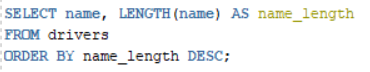 SELECT name, LENGTH(name) AS name_length
FROM drivers
ORDER BY name_length DESC;